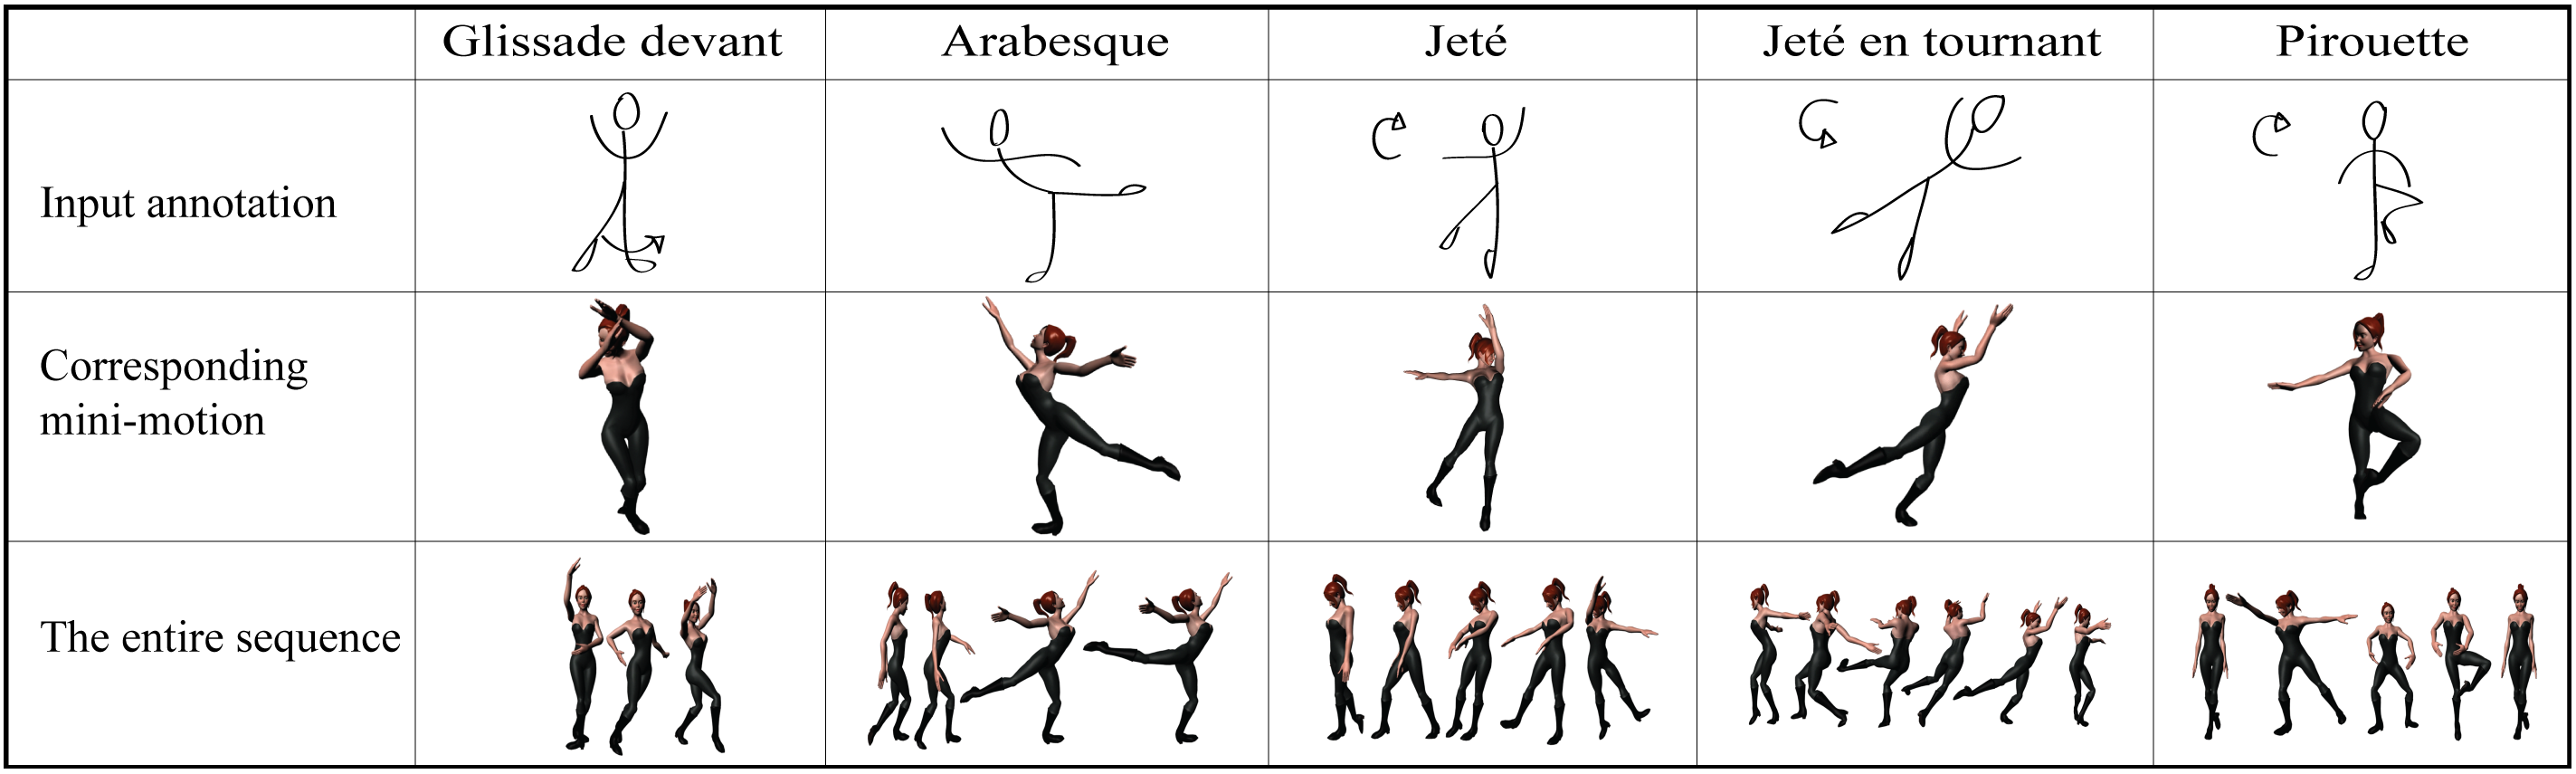 Glissade devant
Arabesque
Jeté
Jeté en tournant
Pirouette
Input annotation
Corresponding
mini-motion
The entire sequence